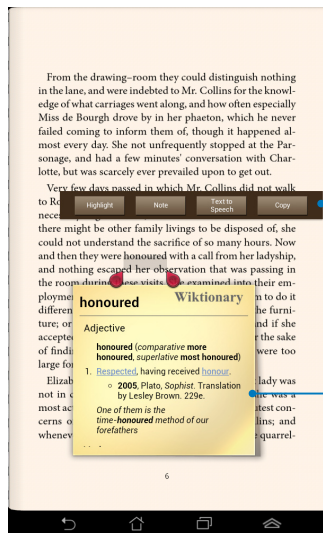 From the drawing–room they could distinguish nothing
in the lane, and were indebted to Mr. Collins for the knowl-
edge of what carriages went along, and how often especially
Miss de Bourgh drove by in her phaeton, which he never
failed coming to inform them of, though it happened al-
most every day. She not unfrequently stopped at the Par-
sonage, and had a few minutes' conversation with Char-
lotte, but was scarcely ever prevailed upon to get out.
Very few days passed in which Mr. Collins did not walk
to Ro
Highlight
Note
Text to
Speech
Copy
neces
there might be other family livings to be disposed of, she
could not understand the sacrifice of so many hours. Now
and then they were honoured with a call from her ladyship,
and nothing escaped her observation that was passing in
the room during these visits. She examined into their em-
ployme
m to do it
differen
he furni-
ture; or
and if she
accepte
r the sake
of findin
were too
large fo
honoured
Wiktionary
Adjective
honoured (comparative more
honoured, superlative most honoured)
1. Respected, having received honour.
2005, Plato, Sophist. Translation
by Lesley Brown. 229e.
One of them is the
time-honoured method of our
forefathers
Elizab
lady was
not in c
he was a
most ac
utest con-
cerns o
lins; and
whenev
e quarrel-
6